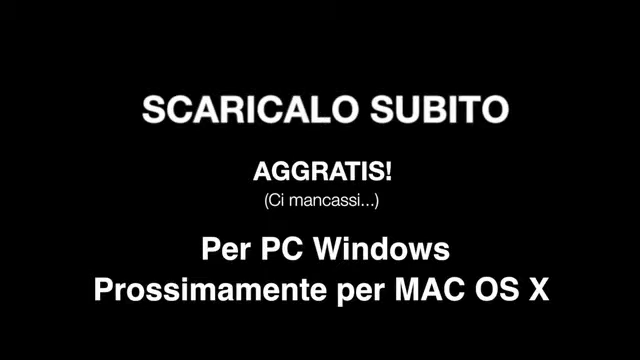 SCARICALO SUBITO
AGGRATIS!
(Ci mancassi...)
Per PC Windows
Prossimamente per MAC OS X